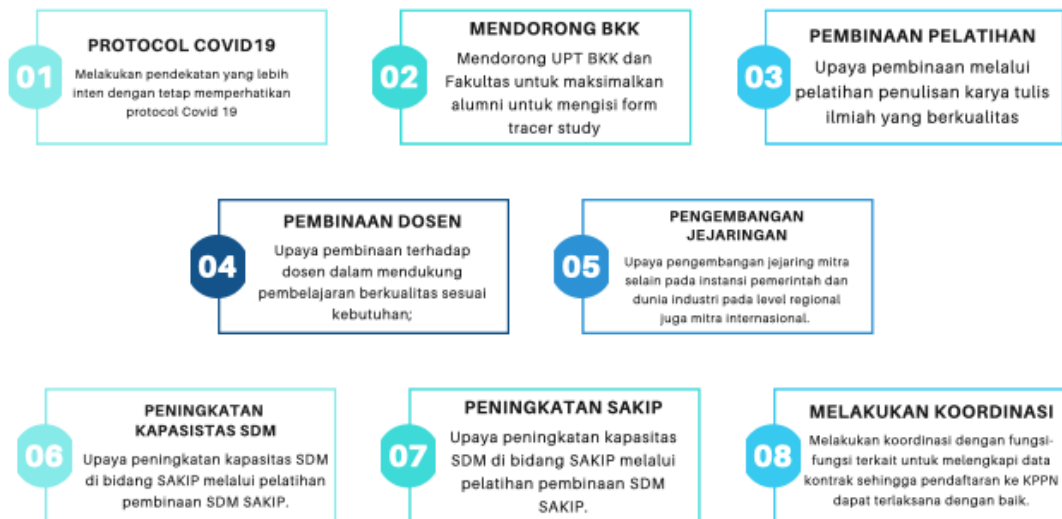 01
PROTOCOL COVID19
Melakukan pendekatan yang lebih
inten dengan tetap memperhatikan
protocol Covid 19
02
MENDORONG BKK
Mendorong UPT BKK dan
Fakultas untuk maksimalkan
alumni untuk mengisi form
tracer study
03
PEMBINAAN PELATIHAN
Upaya pembinaan melalui
pelatihan penulisan karya tulis
ilmiah yang berkualitas
04
PEMBINAAN DOSEN
Upaya pembinaan terhadap
dosen dalam mendukung
pembelajaran berkualitas sesuai
kebutuhan;
05
PENGEMBANGAN
JEJARINGAN
Upaya pengembangan jejaring mitra
selain pada instansi pemerintah dan
dunia industri pada level regional
juga mitra internasional.
06
PENINGKATAN
KAPASISTAS SDM
Upaya peningkatan kapasitas SDM
di bidang SAKIP melalui pelatihan
pembinaan SDM SAKIP.
07
PENINGKATAN SAKIP
Upaya peningkatan kapasitas
SDM di bidang SAKIP melalui
pelatihan pembinaan SDM
SAKIP.
08
MELAKUKAN KOORDINASI
Melakukan koordinasi dengan fungsi-
fungsi terkait untuk melengkapi data
kontrak sehingga pendaftaran ke KPPN
dapat terlaksana dengan baik.